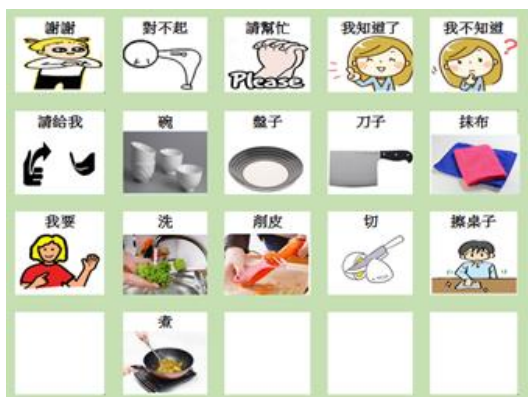 謝謝
對不起
請幫忙
Please
我知道了
我不知道
請給我
碗
盤子
刀子
抹布
我要
洗
削皮
切
擦桌子
煮